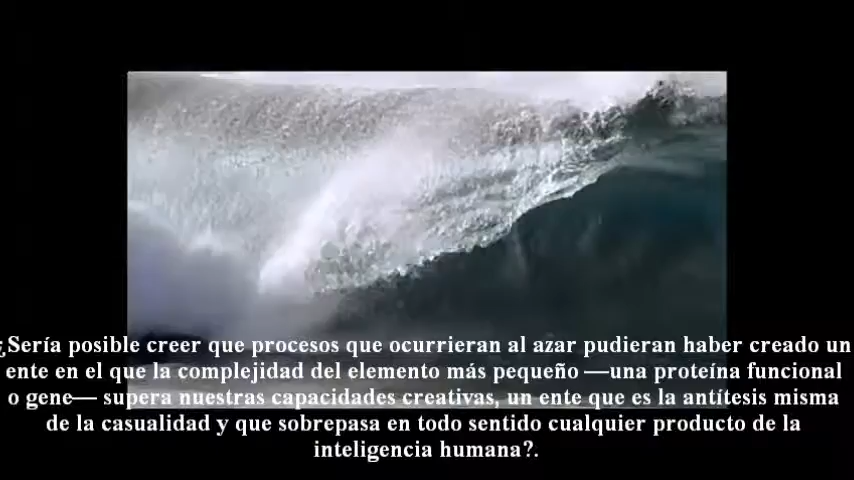 ¿Sería posible creer que procesos que ocurrieran al azar pudieran haber creado un
ente en el que la complejidad del elemento más pequeño —una proteína funcional
o gene— supera nuestras capacidades creativas, un ente que es la antítesis misma
de la casualidad y que sobrepasa en todo sentido cualquier producto de la
inteligencia humana?.